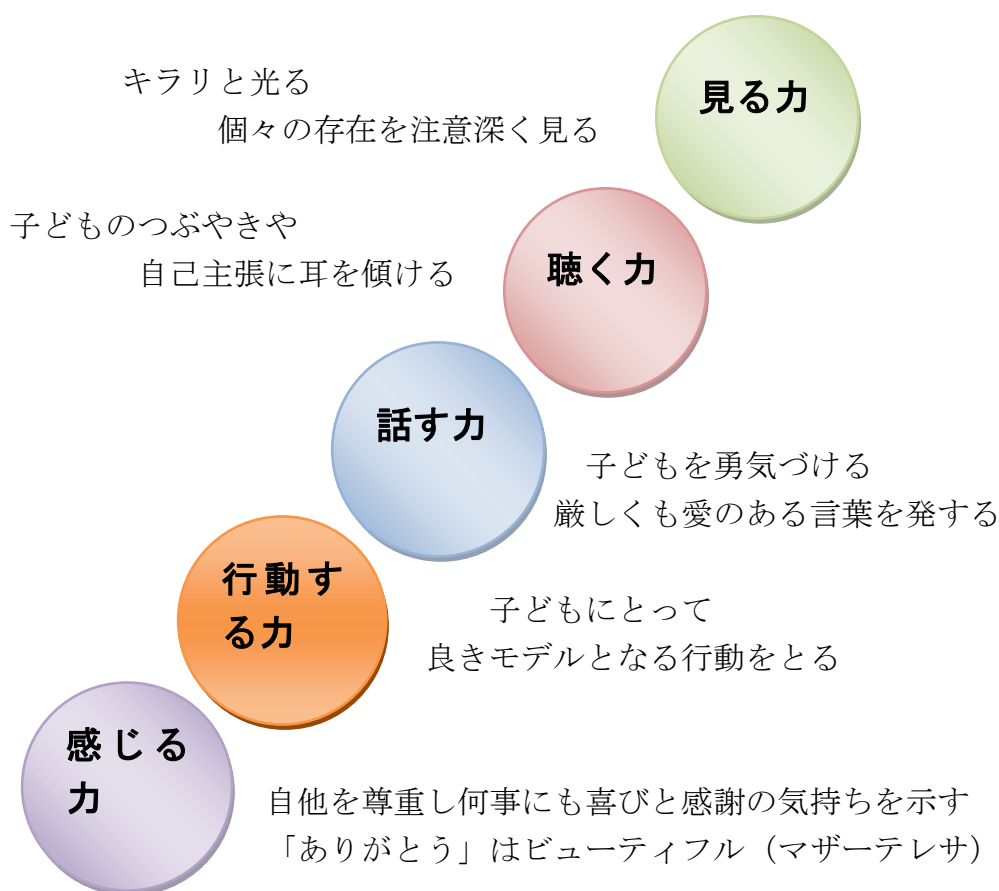 キラリと光る
個々の存在を注意深く見る
見る力
子どものつぶやきや
自己主張に耳を傾ける
聴く力
話す力
子どもを勇気づける
厳しくも愛のある言葉を発する
行動す
る力
子どもにとって
良きモデルとなる行動をとる
感じる
力
自他を尊重し何事にも喜びと感謝の気持ちを示す
「ありがとう」はビューティフル（マザーテレサ）